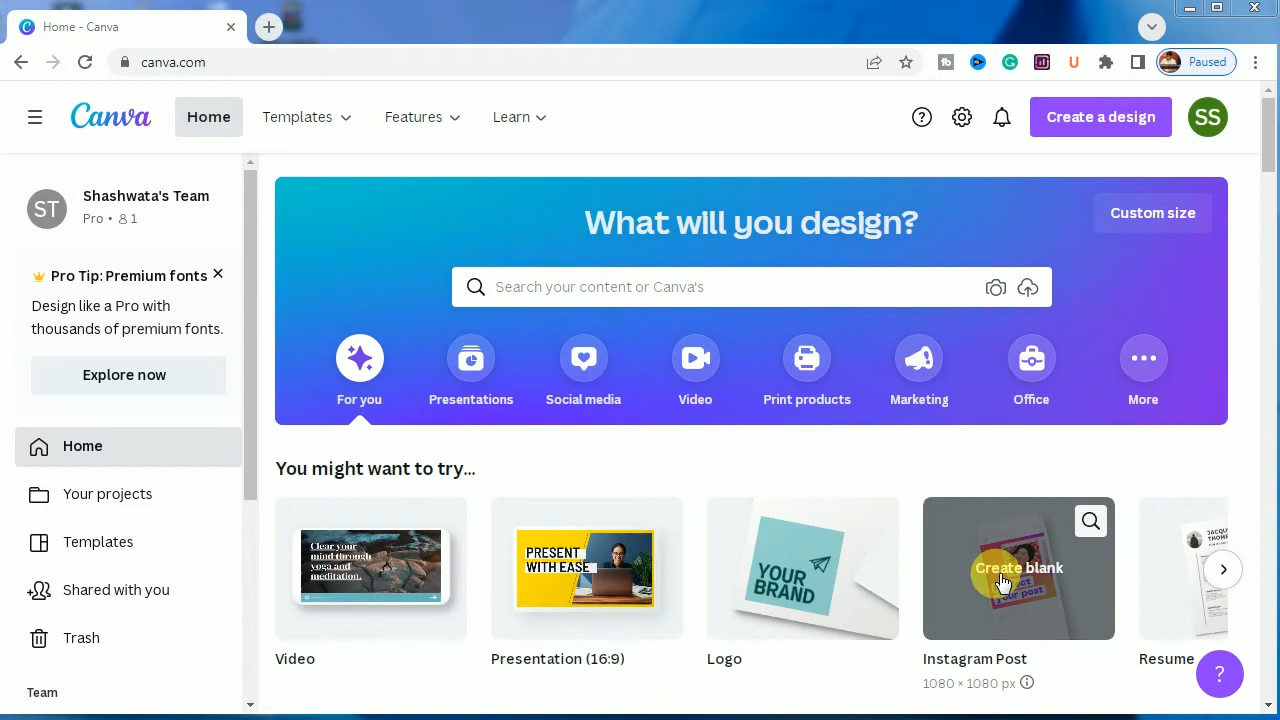 Home - Canva
canva.com
Paused
Canva
Home
Templates
Features
Learn
Create a design
SS
ST
Shashwata's Team
Pro • 1
Pro Tip: Premium fonts
Design like a Pro with
thousands of premium fonts.
Explore now
Home
Your projects
Templates
Shared with you
Trash
Team
What will you design?
Custom size
Search your content or Canva's
For you
Presentations
Social media
Video
Print products
Marketing
Office
More
You might want to try...
Clear your
mind through
yoga and
meditation.
Video
PRESENT
WITH EASE
Presentation (16:9)
YOUR
BRAND
Logo
Create blank
your post
Instagram Post
1080 × 1080 px
Resume
?